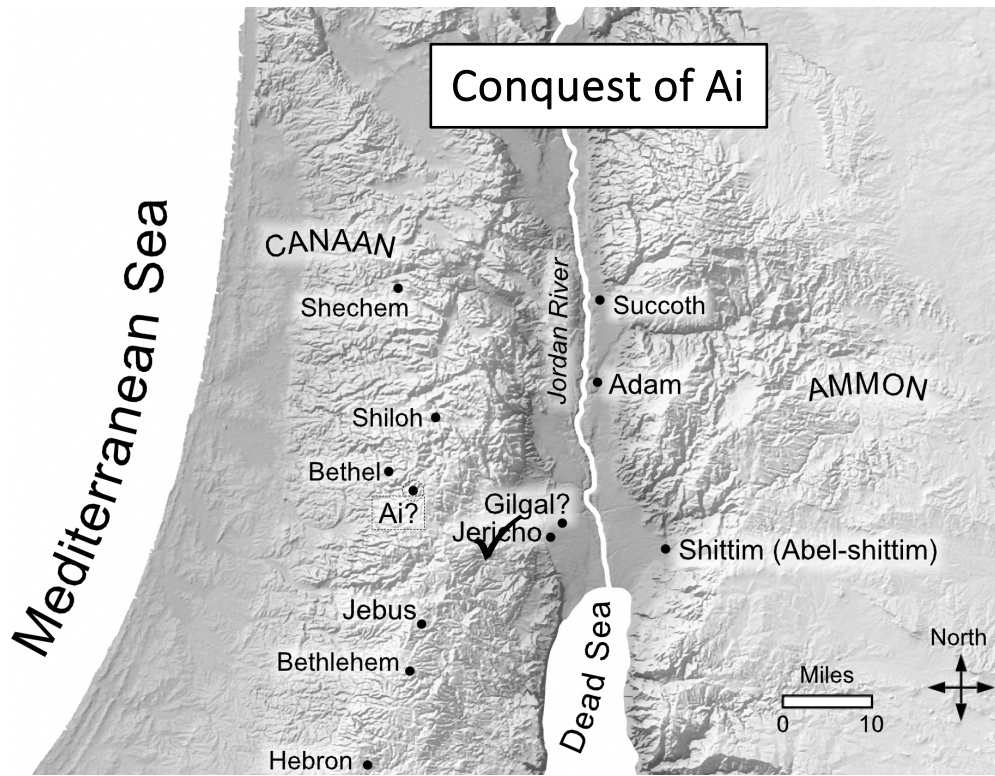 Conquest of Ai
Mediterranean Sea
CANAAN
Shechem
Jordan River
Succoth
Adam
AMMON
Shiloh
Bethel
Ai?
Gilgal?
Jericho
Shittim (Abel-shittim)
Jebus
Bethlehem
Dead Sea
North
Miles
0 10
Hebron